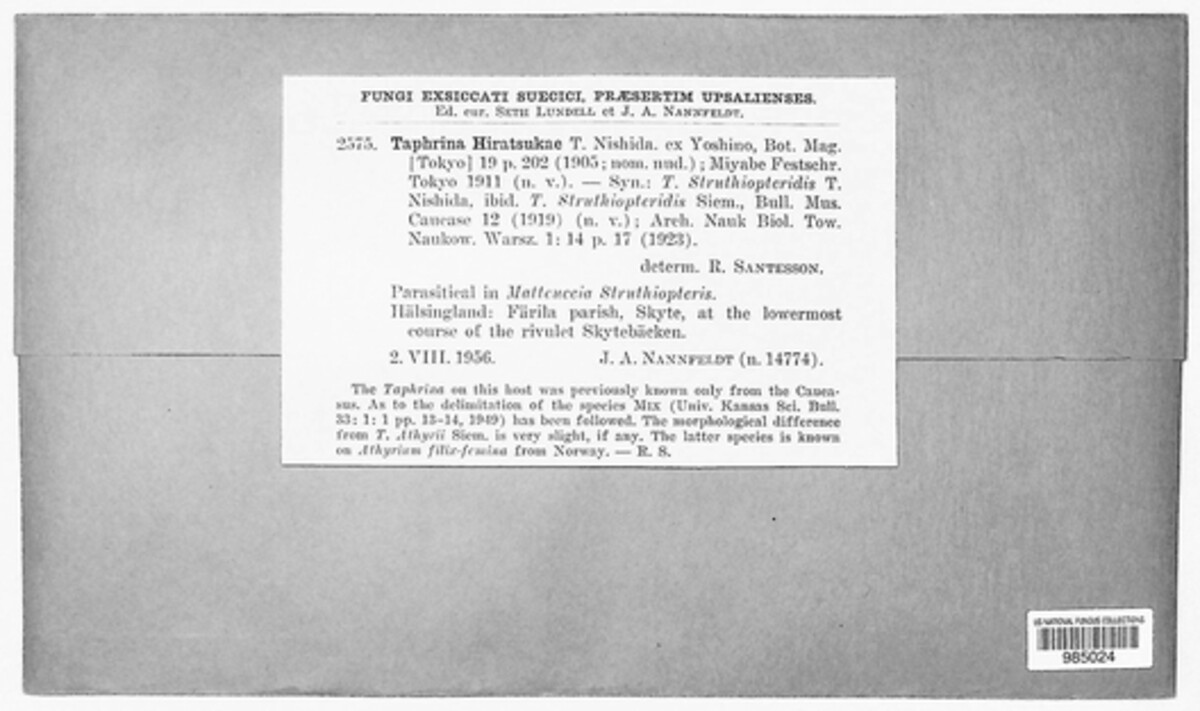 FUNGI EXSICCATI SUECICI, PRÆSERTIM UPSALIENSES.
Ed. cur. SETH LUNDELL et J. A. NANNFELDT.
2575. Taphrina Hiratsukae T. Nishida. ex Yoshino, Bot. Mag.
[Tokyo] 19 p. 202 (1905; nom. nud.); Miyabe Festschr.
Tokyo 1911 (n. v.). — Syn.: T. Struthiopteridis T.
Nishida, ibid. T. Struthiopteridis Siem., Bull. Mus.
Caucase 12 (1919) (n. v.); Arch. Nauk Biol. Tow.
Naukow. Warsz. 1: 14 p. 17 (1923).
determ. R. SANTESSON.
Parasitical in Matteuccia Struthiopteris.
Hälsingland: Färila parish, Skyte, at the lowermost
course of the rivulet Skytebäcken.
2. VIII. 1956. J. A. NANNFELDT (n. 14774).
The Taphrina on this host was previously known only from the Cauca-
sus. As to the delimitation of the species MIX (Univ. Kansas Sci. Bull.
33: 1: 1 pp. 13-14, 1949) has been followed. The morphological difference
from T. Athyrii Siem. is very slight, if any. The latter species is known
on Athyrium filix-femina from Norway. — R. S.
US NATIONAL FUNGUS COLLECTIONS
985024